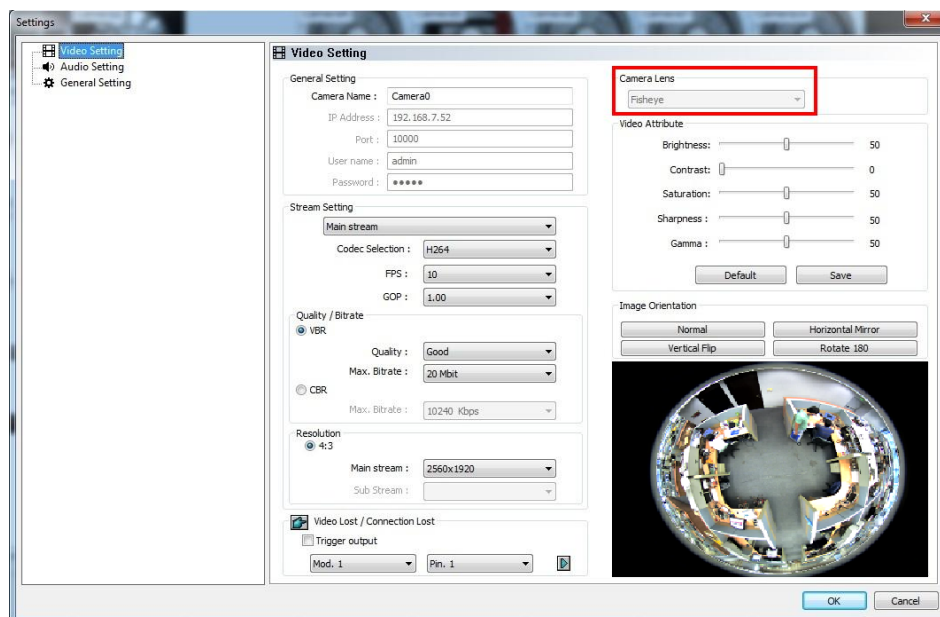 Settings
Video Setting
Audio Setting
General Setting
Video Setting
General Setting
Camera Name : Camera0
IP Address : 192.168.7.52
Port : 10000
User name : admin
Password : •••••
Stream Setting
Main stream
Codec Selection : H264
FPS : 10
GOP : 1.00
Quality / Bitrate
VBR
Quality : Good
Max. Bitrate : 20 Mbit
CBR
Max. Bitrate : 10240 Kbps
Resolution
4:3
Main stream : 2560x1920
Sub Stream :
Video Lost / Connection Lost
Trigger output
Mod. 1 Pin. 1
Camera Lens
Fisheye
Video Attribute
Brightness: 50
Contrast: 0
Saturation: 50
Sharpness : 50
Gamma : 50
Default Save
Image Orientation
Normal Horizontal Mirror
Vertical Flip Rotate 180
OK Cancel